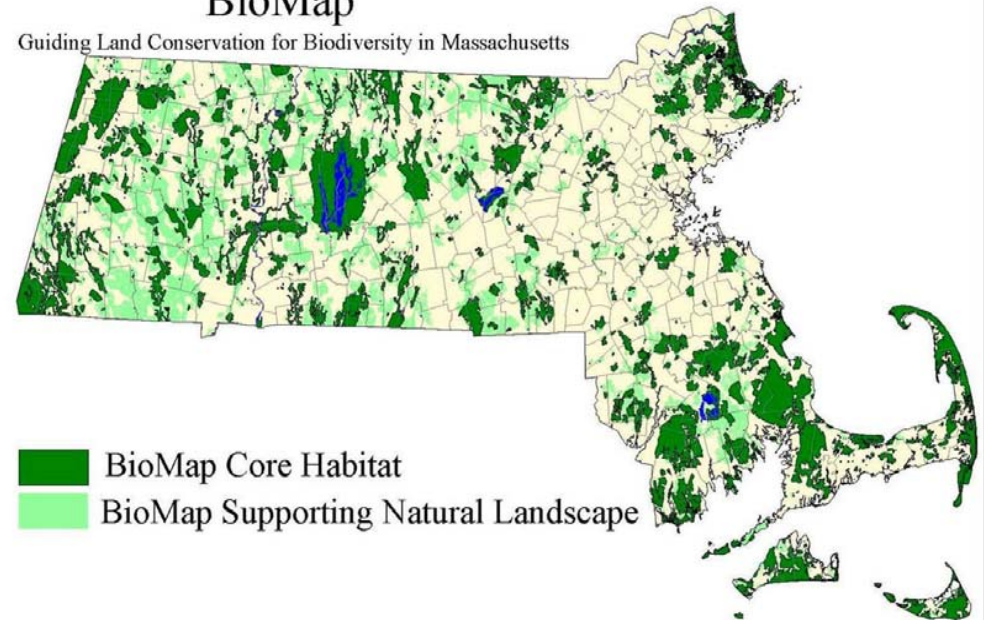 BioMap
Guiding Land Conservation for Biodiversity in Massachusetts
BioMap Core Habitat
BioMap Supporting Natural Landscape